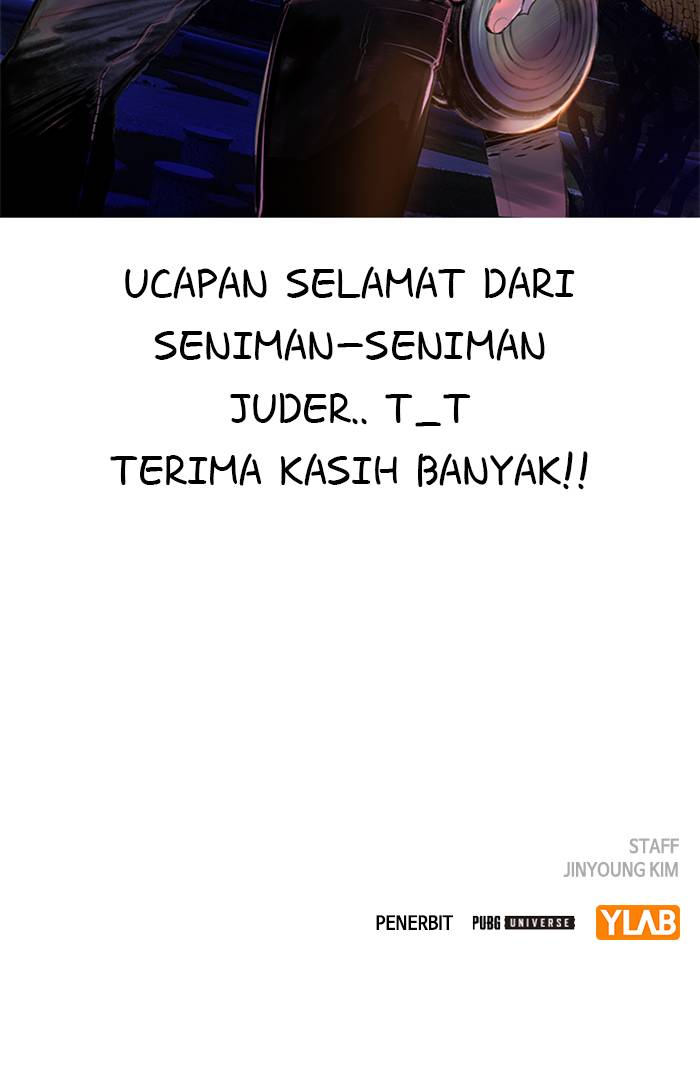 UCAPAN SELAMAT DARI
SENIMAN-SENIMAN
JUDER.. T_T
TERIMA KASIH BANYAK!!
STAFF
JINYOUNG KIM
PENERBIT PUBG UNIVERSE YLAB